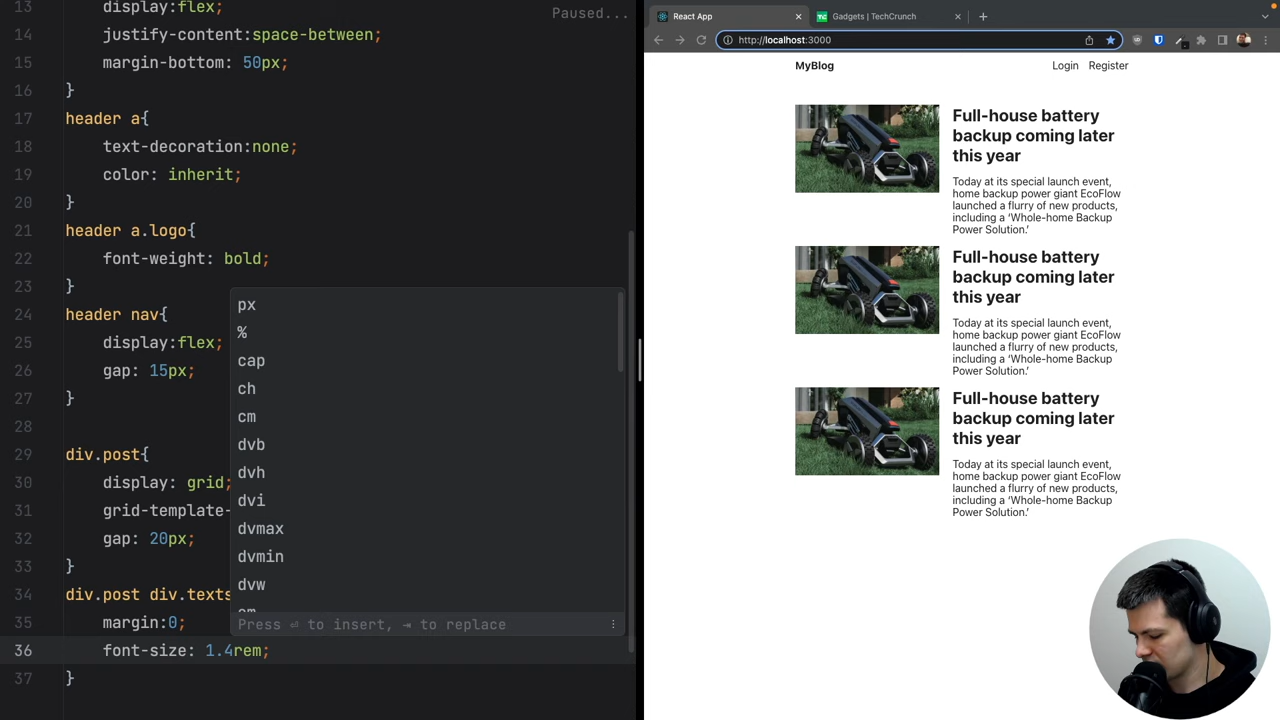 13 display:flex;
Paused...
14 justify-content:space-between;
15 margin-bottom: 50px;
16 }
17 header a{
18 text-decoration:none;
19 color: inherit;
20 }
21 header a.logo{
22 font-weight: bold;
23 }
24 header nav{
25 display:flex;
26 gap: 15px;
27 }
28
29 div.post{
30 display: grid;
31 grid-template-
32 gap: 20px;
33 }
34 div.post div.texts
35 margin:0;
36 font-size: 1.4rem;
37 }
px
%
cap
ch
cm
dvb
dvh
dvi
dvmax
dvmin
dvw
em
Press ⏎ to insert, ⇥ to replace
React App
TC
Gadgets | TechCrunch
http://localhost:3000
MyBlog
Login Register
Full-house battery
backup coming later
this year
Today at its special launch event,
home backup power giant EcoFlow
launched a flurry of new products,
including a ‘Whole-home Backup
Power Solution.’
Full-house battery
backup coming later
this year
Today at its special launch event,
home backup power giant EcoFlow
launched a flurry of new products,
including a ‘Whole-home Backup
Power Solution.’
Full-house battery
backup coming later
this year
Today at its special launch event,
home backup power giant EcoFlow
launched a flurry of new products,
including a ‘Whole-home Backup
Power Solution.’